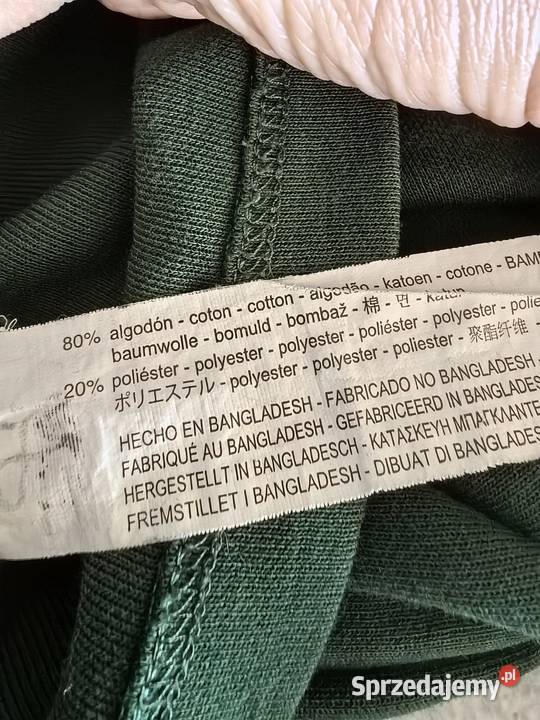 80% algodón - coton - cotton - algodão - katoen - cotone -
baumwolle - bomuld - bombaž - 棉 - 면 - katun
20% poliéster - polyester - polyester - poliéster - polyester -
ポリエステル - polyester - polyester - poliester - 聚酯纤维 -
HECHO EN BANGLADESH - FABRICADO NO BANGLADESH -
FABRIQUÉ AU BANGLADESH - GEFABRICEERD IN BANGLADESH
HERGESTELLT IN BANGLADESCH - ΚΑΤΑΣΚΕΥΗ ΜΠΑΓΚΛΑΝΤΕ
FREMSTILLET I BANGLADESH - DIBUAT DI BANGLADES
Sprzedajemy.pl